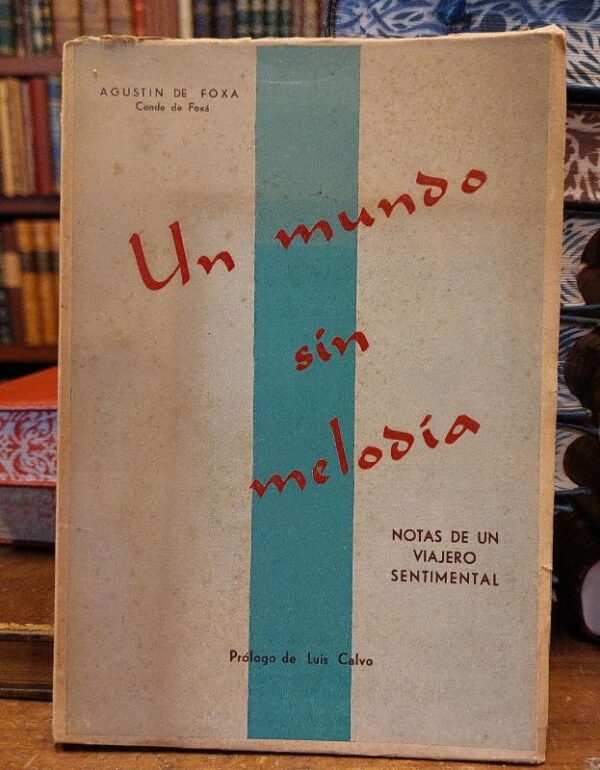 AGUSTIN DE FOXA
Conde de Foxá
Un mundo
sin
melodía
NOTAS DE UN
VIAJERO
SENTIMENTAL
Prólogo de Luis Calvo